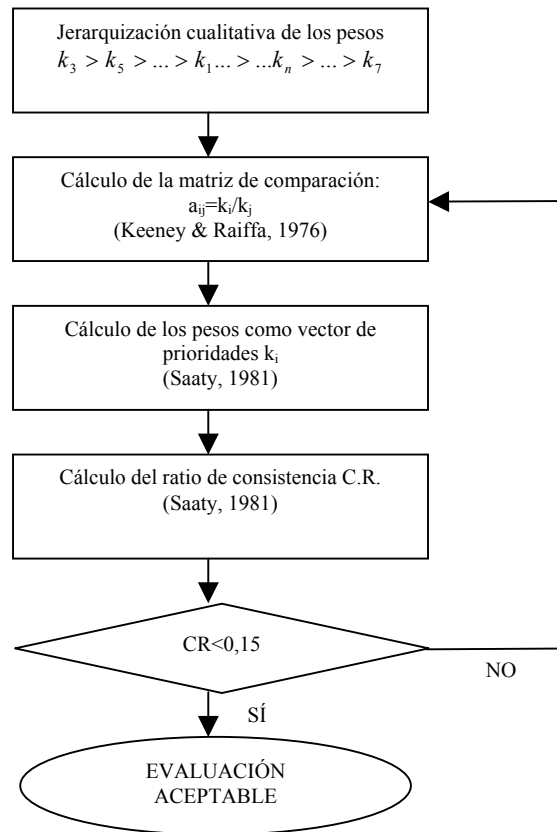 Jerarquización cualitativa de los pesos
k₃ > k₅ > ... > k₁... > ...kₙ > ... > k₇
Cálculo de la matriz de comparación:
aᵢⱼ=kᵢ/kⱼ
(Keeney & Raiffa, 1976)
Cálculo de los pesos como vector de
prioridades kᵢ
(Saaty, 1981)
Cálculo del ratio de consistencia C.R.
(Saaty, 1981)
CR<0,15
NO
SÍ
EVALUACIÓN
ACEPTABLE